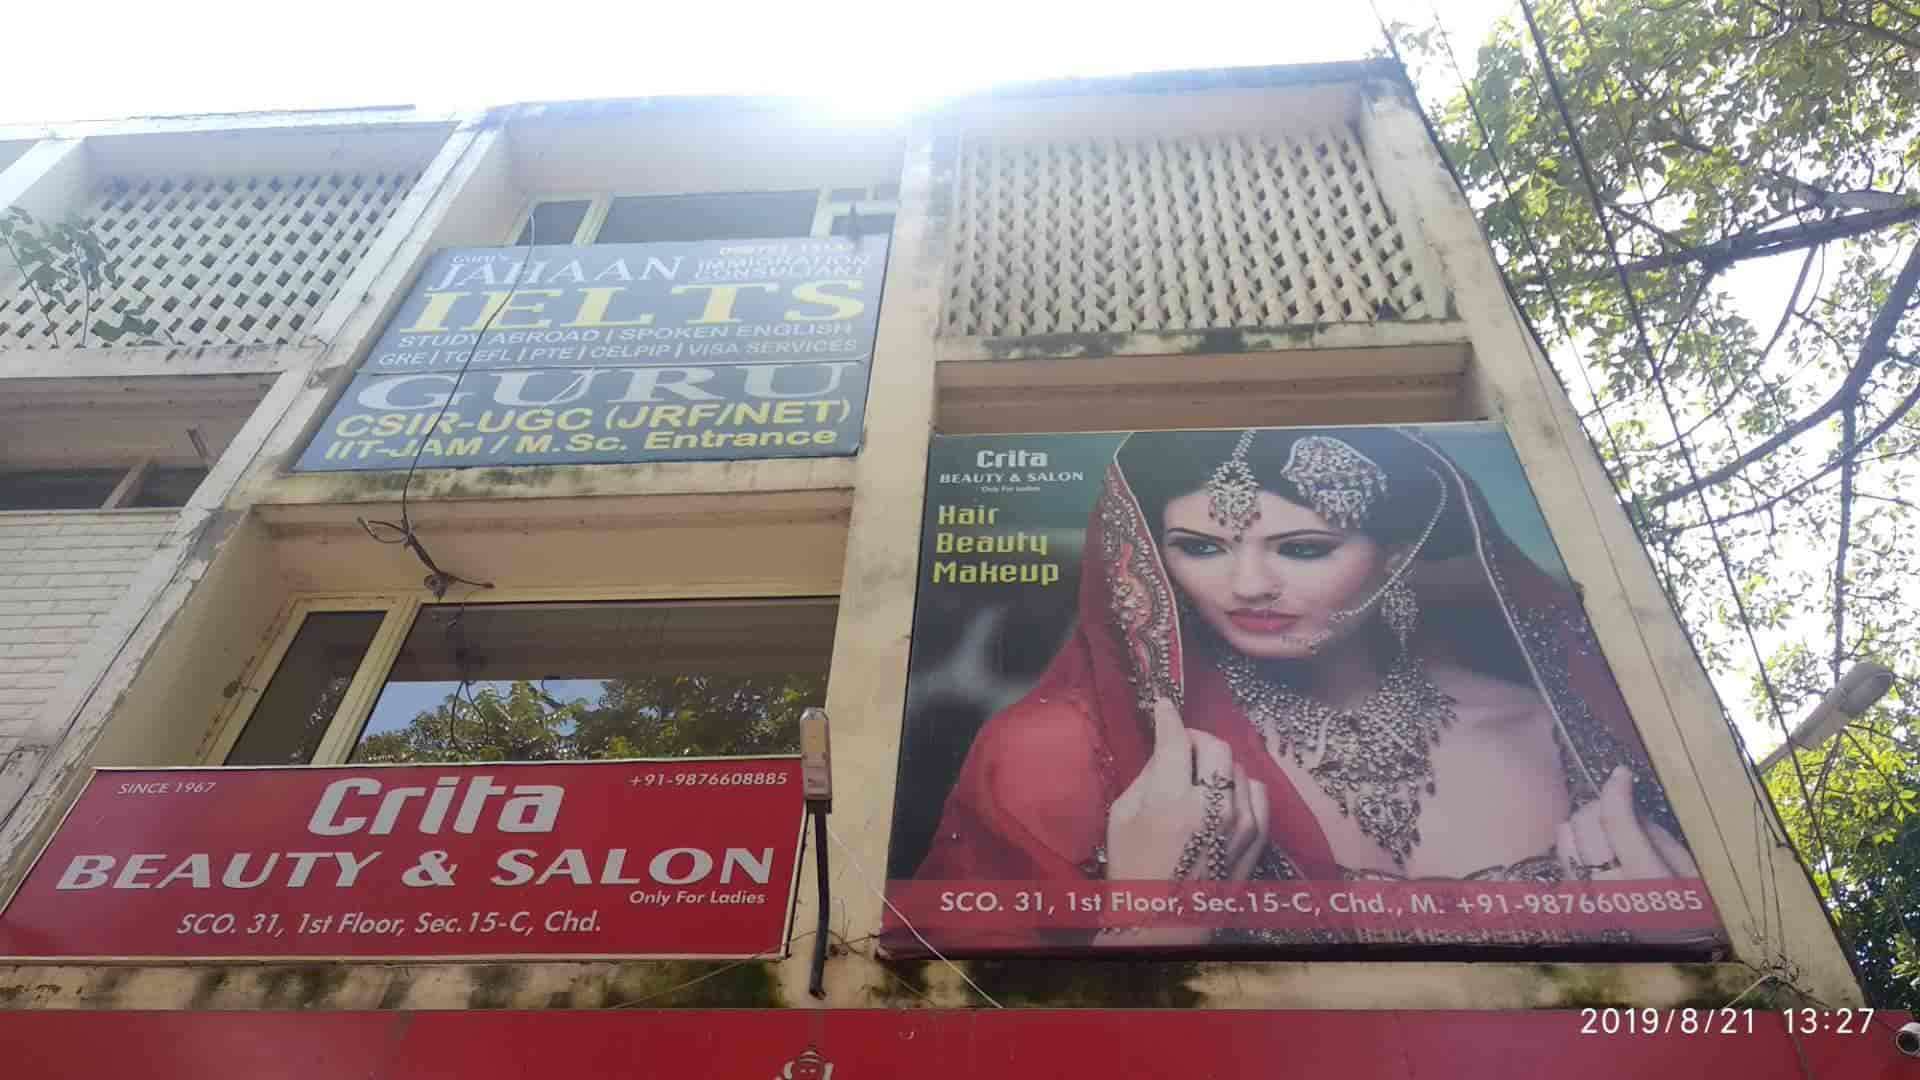 Guru's
JAHAAN
IMMIGRATION
CONSULTANT
IELTS
STUDY ABROAD | SPOKEN ENGLISH
GRE | TOEFL | PTE | CELPIP | VISA SERVICES
GURU
CSIR-UGC (JRF/NET)
IIT-JAM / M.Sc. Entrance
Crita
BEAUTY & SALON
Only For Ladies
Hair
Beauty
Makeup
SCO. 31, 1st Floor, Sec.15-C, Chd., M. +91-9876608885
SINCE 1967
+91-9876608885
Crita
BEAUTY & SALON
Only For Ladies
SCO. 31, 1st Floor, Sec.15-C, Chd.
2019/8/21 13:27